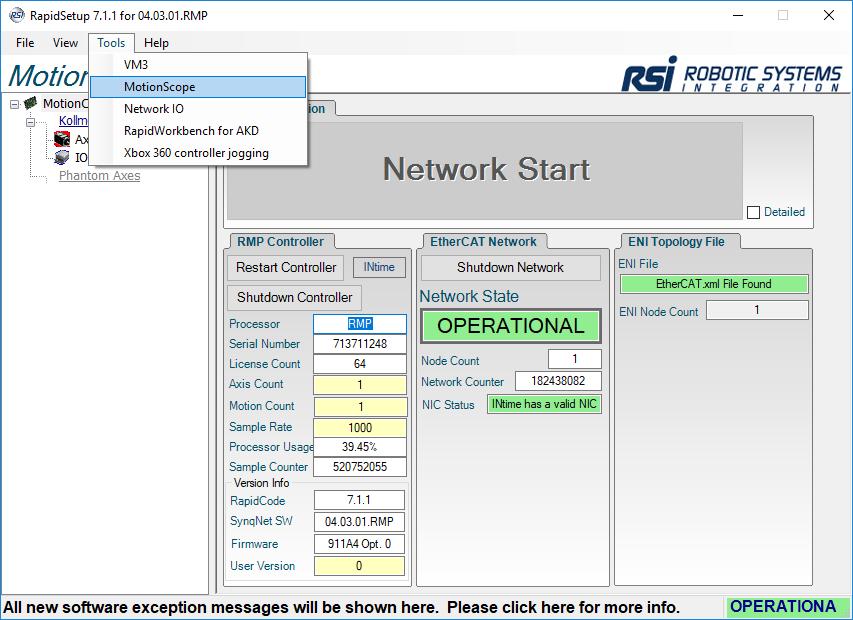 RSI RapidSetup 7.1.1 for 04.03.01.RMP
File View Tools Help
VM3
MotionScope
Network IO
RapidWorkbench for AKD
Xbox 360 controller jogging
Motion
RSi ROBOTIC SYSTEMS
INTEGRATION
MotionC
Kollm
Ax
IO
Phantom Axes
ion
Network Start
Detailed
RMP Controller
Restart Controller INtime
Shutdown Controller
Processor RMP
Serial Number 713711248
License Count 64
Axis Count 1
Motion Count 1
Sample Rate 1000
Processor Usage 39.45%
Sample Counter 520752055
Version Info
RapidCode 7.1.1
SynqNet SW 04.03.01.RMP
Firmware 911A4 Opt. 0
User Version 0
EtherCAT Network
Shutdown Network
Network State
OPERATIONAL
Node Count 1
Network Counter 182438082
NIC Status INtime has a valid NIC
ENI Topology File
ENI File
EtherCAT.xml File Found
ENI Node Count 1
All new software exception messages will be shown here. Please click here for more info.
OPERATIONA